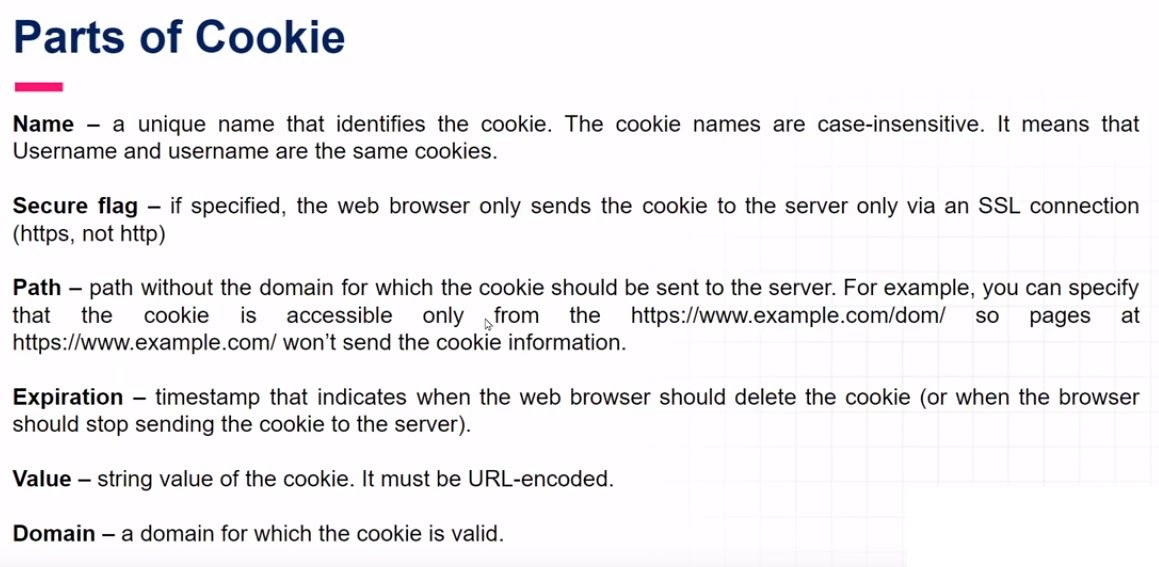 Parts of Cookie
Name – a unique name that identifies the cookie. The cookie names are case-insensitive. It means that
Username and username are the same cookies.
Secure flag – if specified, the web browser only sends the cookie to the server only via an SSL connection
(https, not http)
Path – path without the domain for which the cookie should be sent to the server. For example, you can specify
that the cookie is accessible only from the https://www.example.com/dom/ so pages at
https://www.example.com/ won’t send the cookie information.
Expiration – timestamp that indicates when the web browser should delete the cookie (or when the browser
should stop sending the cookie to the server).
Value – string value of the cookie. It must be URL-encoded.
Domain – a domain for which the cookie is valid.